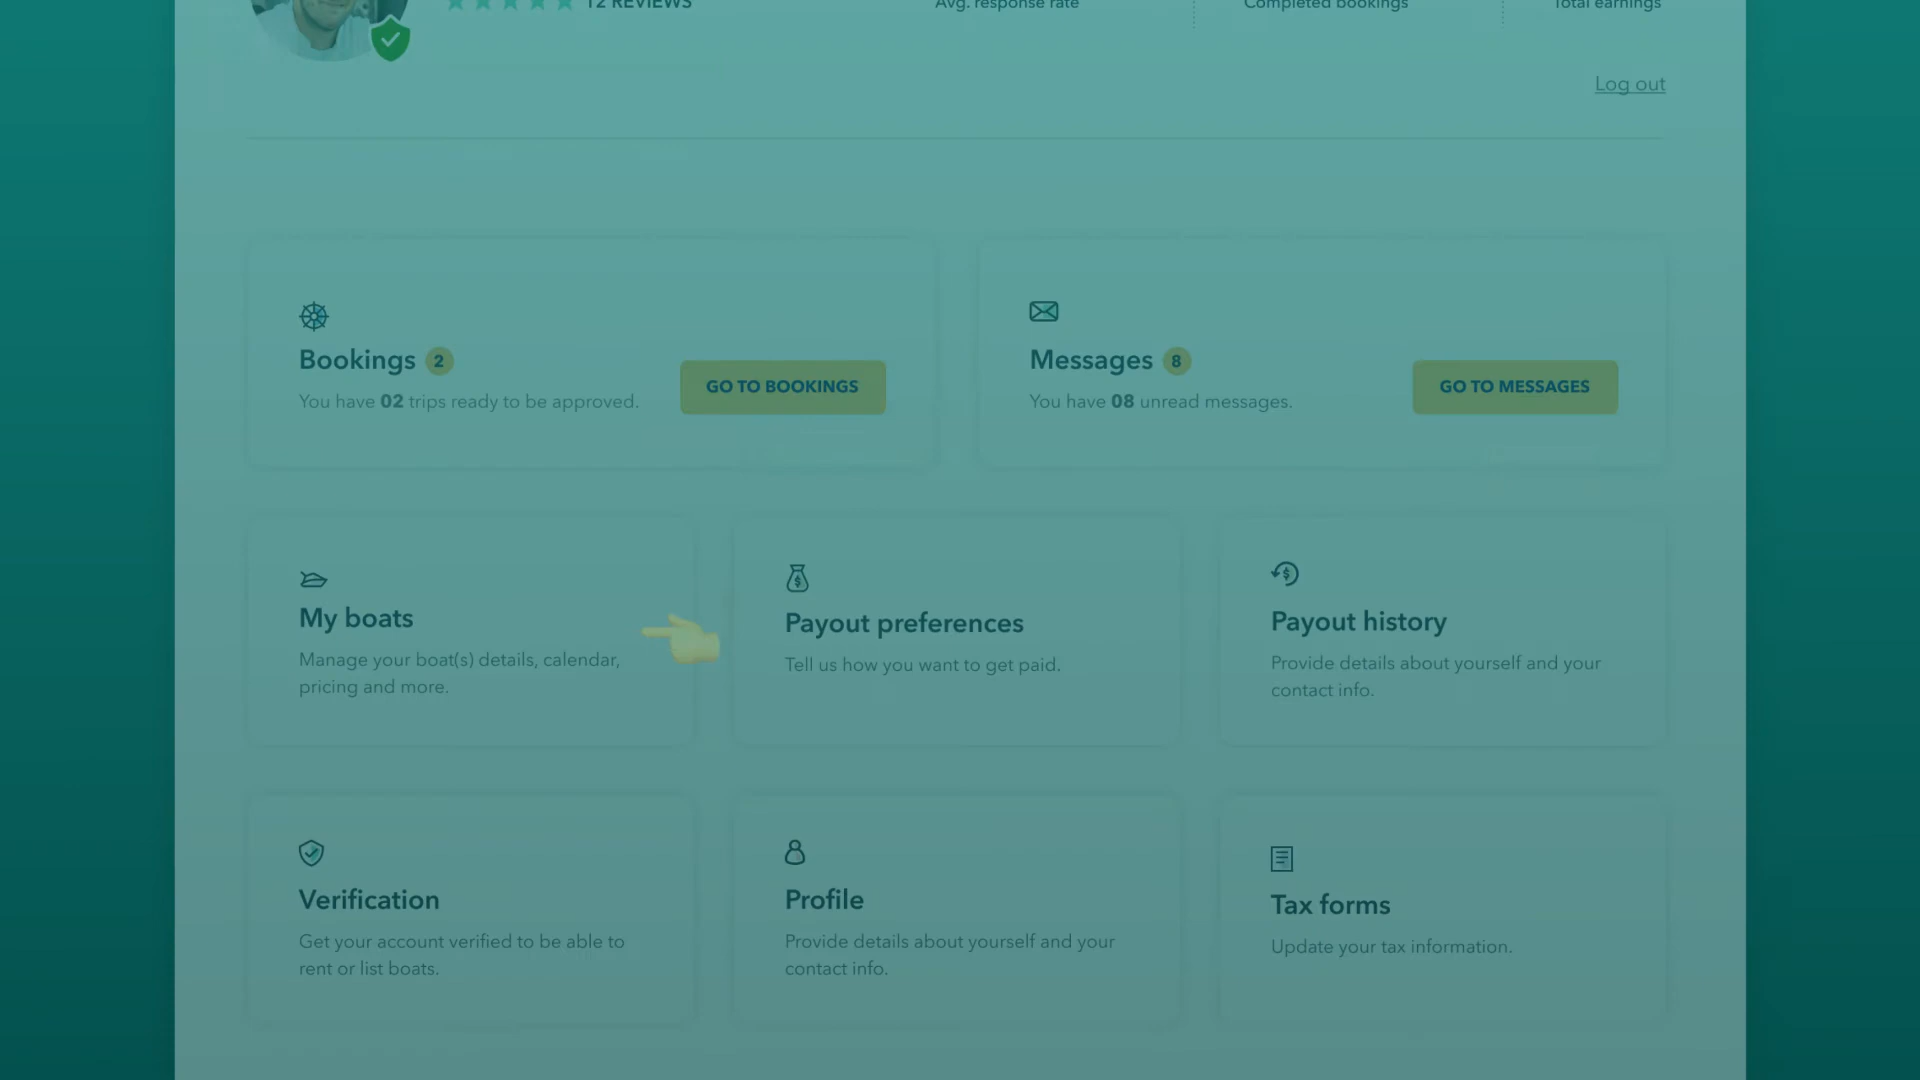 12 REVIEWS
Avg. response rate
Completed bookings
Total earnings
Log out
Bookings 2
You have 02 trips ready to be approved.
GO TO BOOKINGS
Messages 8
You have 08 unread messages.
GO TO MESSAGES
My boats
Manage your boat(s) details, calendar,
pricing and more.
Payout preferences
Tell us how you want to get paid.
Payout history
Provide details about yourself and your
contact info.
Verification
Get your account verified to be able to
rent or list boats.
Profile
Provide details about yourself and your
contact info.
Tax forms
Update your tax information.